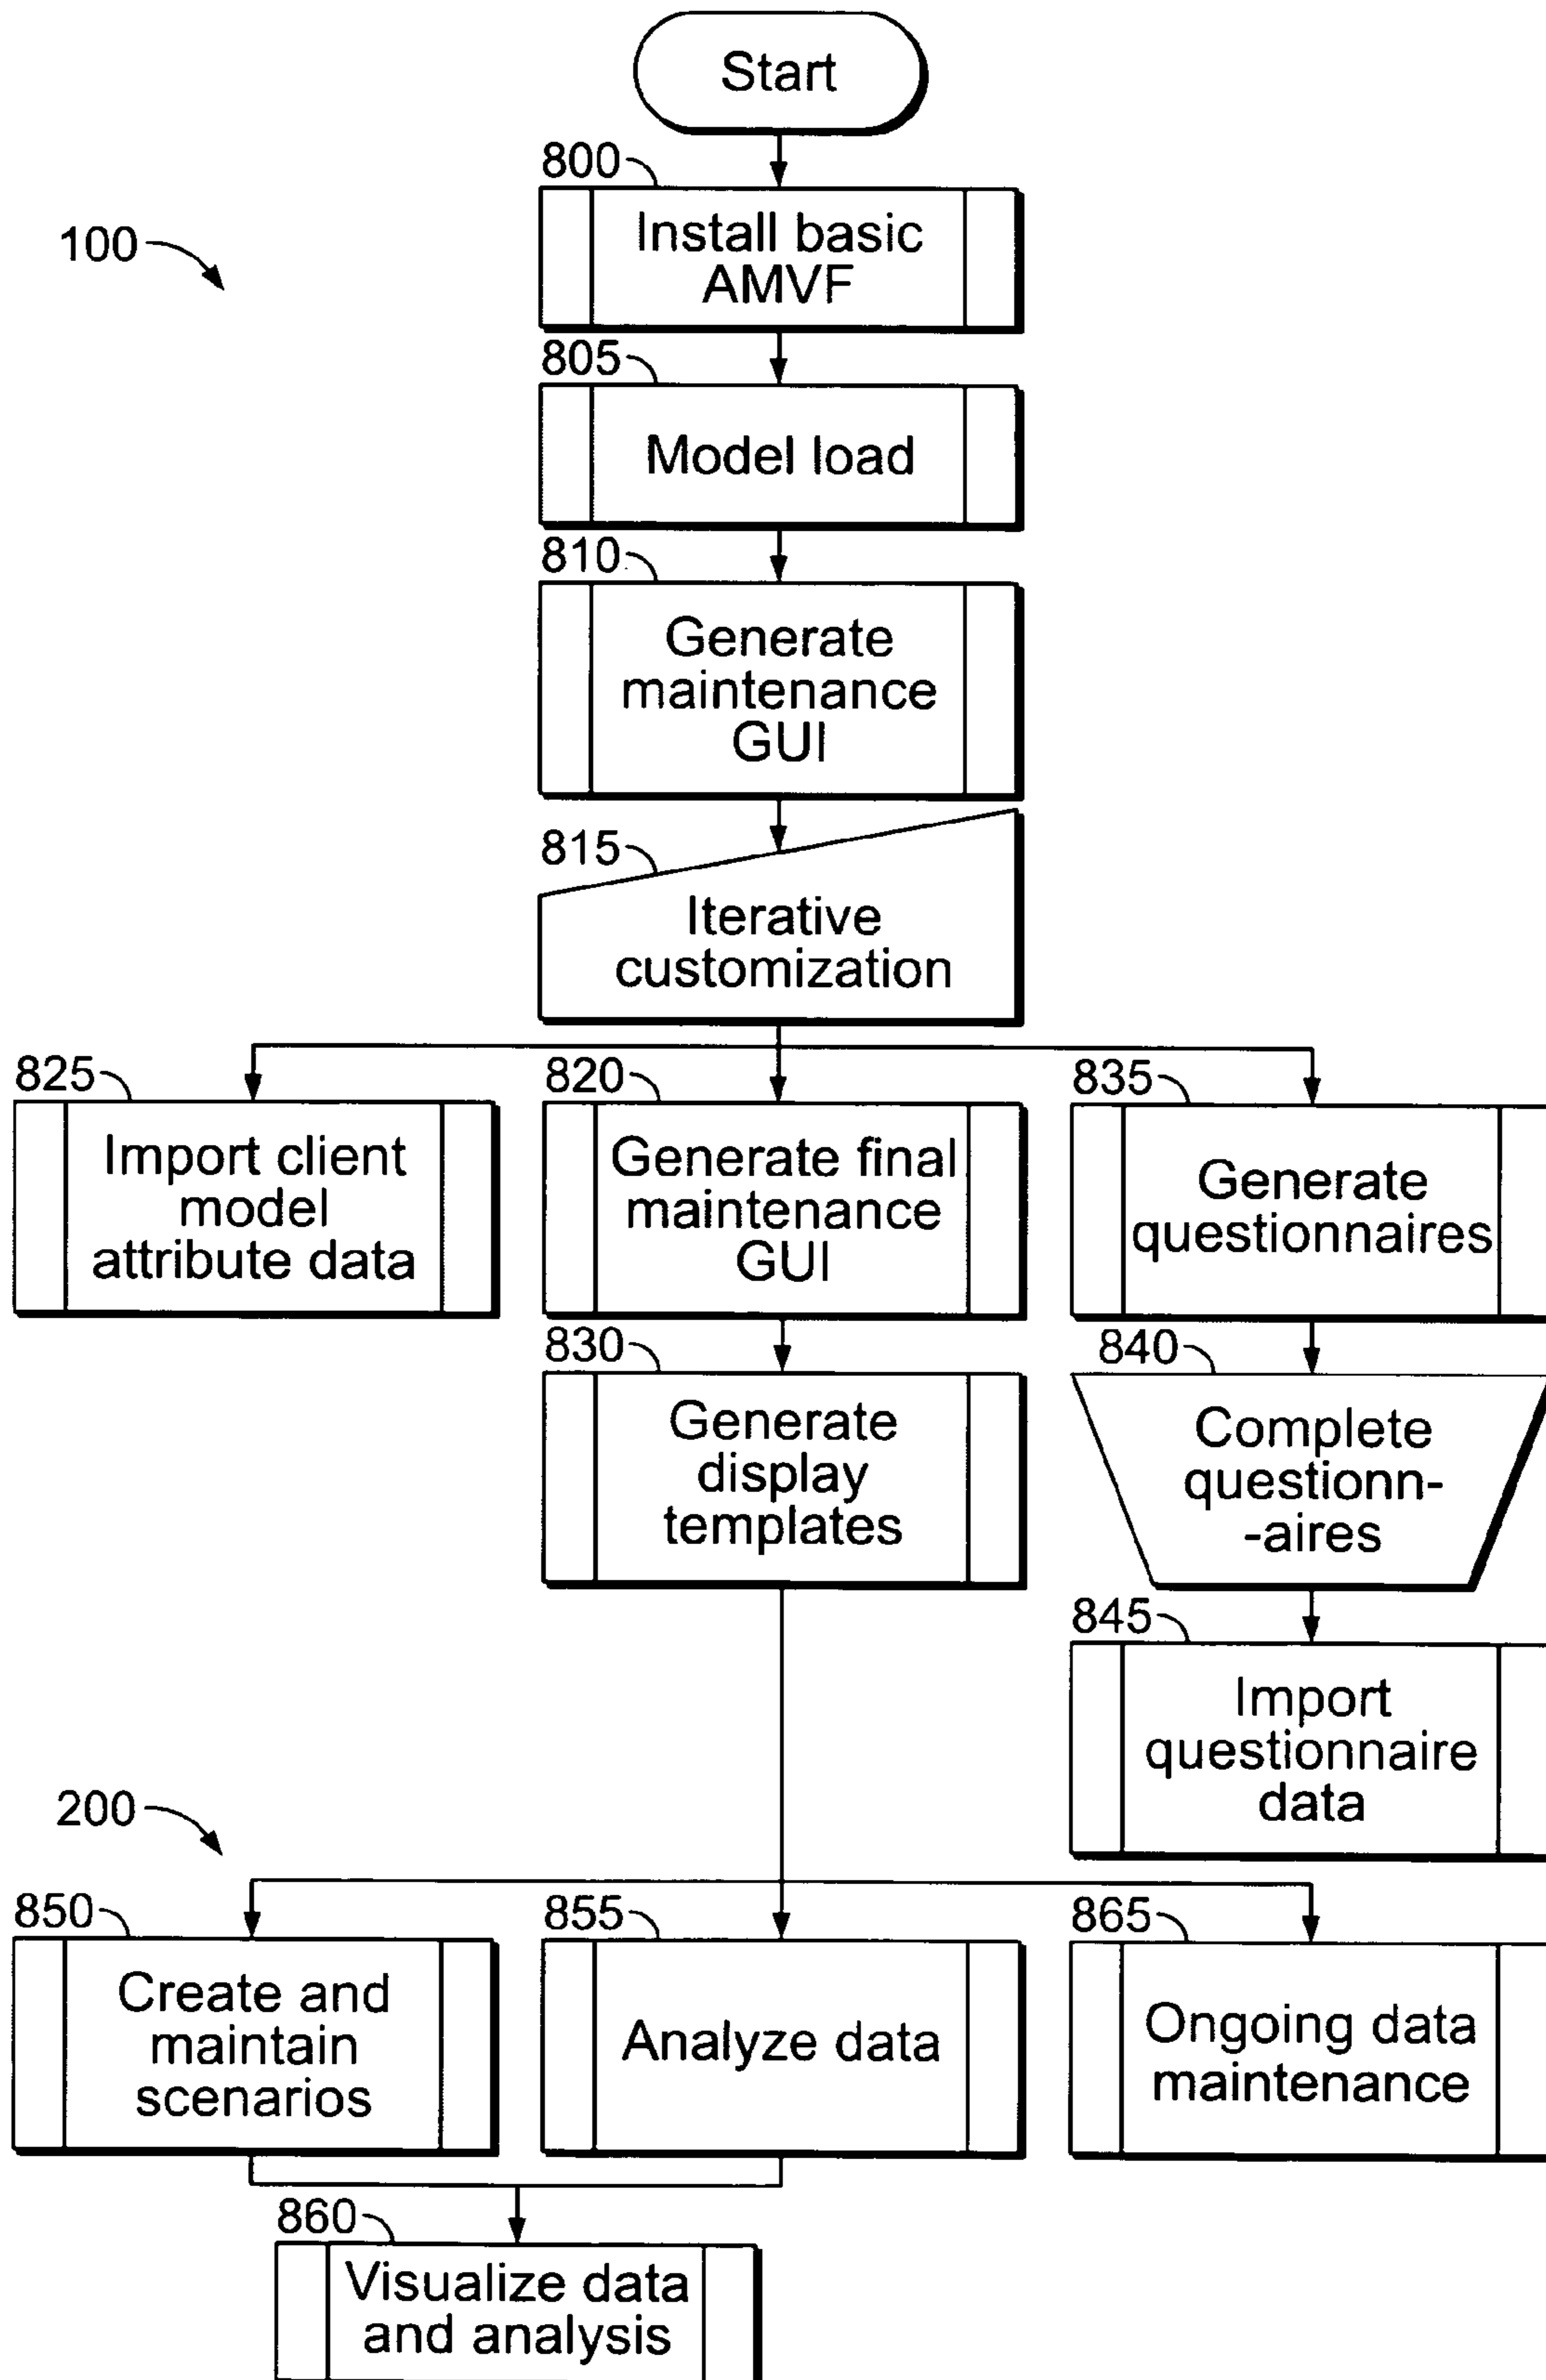 Start
800
Install basic
AMVF
100
805
Model load
810
Generate
maintenance
GUI
815
Iterative
customization
825
Import client
model
attribute data
820
Generate final
maintenance
GUI
835
Generate
questionnaires
830
Generate
display
templates
840
Complete
questionn-
-aires
845
Import
questionnaire
data
200
850
Create and
maintain
scenarios
855
Analyze data
865
Ongoing data
maintenance
860
Visualize data
and analysis